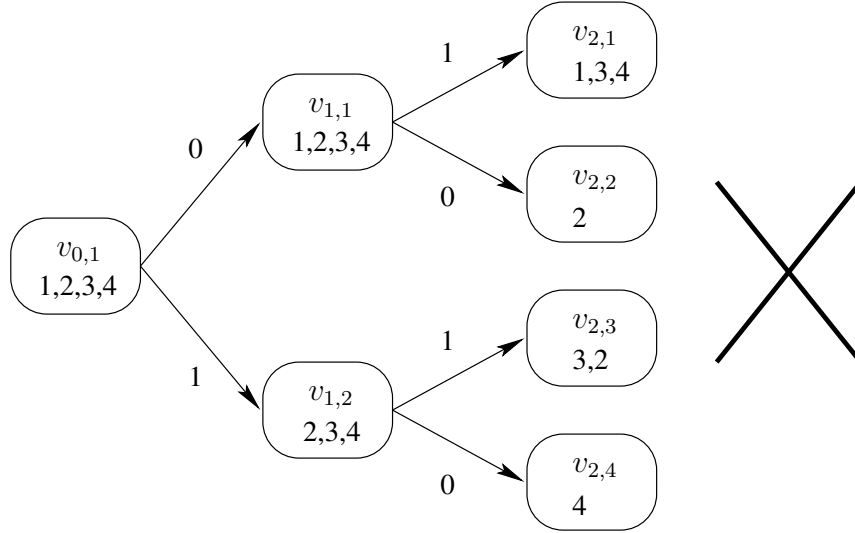 v_{2,1}
1,3,4
1
v_{1,1}
1,2,3,4
0
0
v_{2,2}
2
v_{0,1}
1,2,3,4
1
v_{1,2}
2,3,4
1
v_{2,3}
3,2
0
v_{2,4}
4